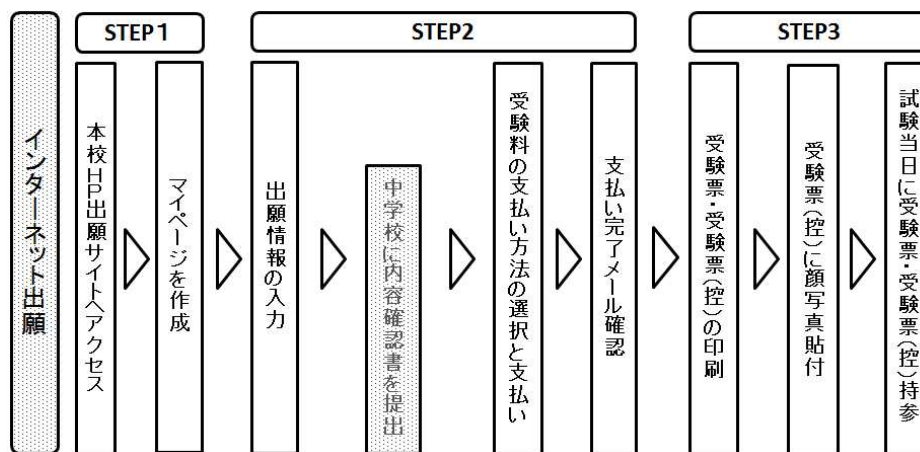 インターネット出願
STEP1
本校HP出願サイトへアクセス
マイページを作成
STEP2
出願情報の入力
中学校に内容確認書を提出
受験料の支払い方法の選択と支払い
支払い完了メール確認
STEP3
受験票・受験票(控)の印刷
受験票(控)に顔写真貼付
試験当日に受験票・受験票(控)持参